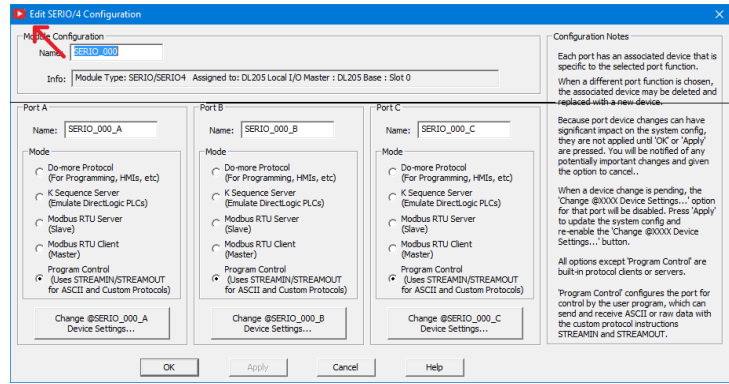 Edit SERIO/4 Configuration
Module Configuration
Name: SERIO_000
Info: Module Type: SERIO/SERIO4 Assigned to: DL205 Local I/O Master : DL205 Base : Slot 0
Port A
Name: SERIO_000_A
Mode
Do-more Protocol
(For Programming, HMIs, etc)
K Sequence Server
(Emulate DirectLogic PLCs)
Modbus RTU Server
(Slave)
Modbus RTU Client
(Master)
Program Control
(Uses STREAMIN/STREAMOUT
for ASCII and Custom Protocols)
Change @SERIO_000_A
Device Settings...
Port B
Name: SERIO_000_B
Mode
Do-more Protocol
(For Programming, HMIs, etc)
K Sequence Server
(Emulate DirectLogic PLCs)
Modbus RTU Server
(Slave)
Modbus RTU Client
(Master)
Program Control
(Uses STREAMIN/STREAMOUT
for ASCII and Custom Protocols)
Change @SERIO_000_B
Device Settings...
Port C
Name: SERIO_000_C
Mode
Do-more Protocol
(For Programming, HMIs, etc)
K Sequence Server
(Emulate DirectLogic PLCs)
Modbus RTU Server
(Slave)
Modbus RTU Client
(Master)
Program Control
(Uses STREAMIN/STREAMOUT
for ASCII and Custom Protocols)
Change @SERIO_000_C
Device Settings...
Configuration Notes
Each port has an associated device that is
specific to the selected port function.
When a different port function is chosen,
the associated device may be deleted and
replaced with a new device.
Because port device changes can have
significant impact on the system config,
they are not applied until 'OK' or 'Apply'
are pressed. You will be notified of any
potentially important changes and given
the option to cancel..
When a device change is pending, the
'Change @XXXX Device Settings...' option
for that port will be disabled. Press 'Apply'
to update the system config and
re-enable the 'Change @XXXX Device
Settings...' button.
All options except 'Program Control' are
built-in protocol clients or servers.
'Program Control' configures the port for
control by the user program, which can
send and receive ASCII or raw data with
the custom protocol instructions
STREAMIN and STREAMOUT.
OK
Apply
Cancel
Help